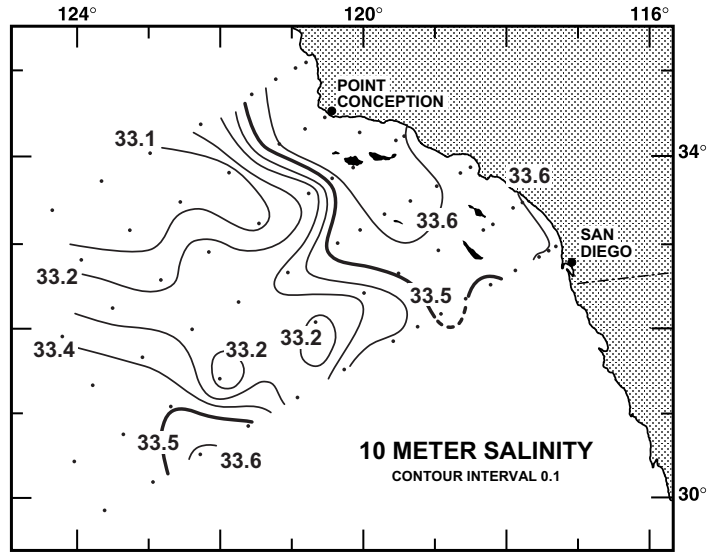 124° 120° 116°
POINT
CONCEPTION
33.1
34°
33.6
33.6
SAN
DIEGO
33.2
33.5
33.2
33.4
33.2
33.5
33.6
10 METER SALINITY
CONTOUR INTERVAL 0.1
30°